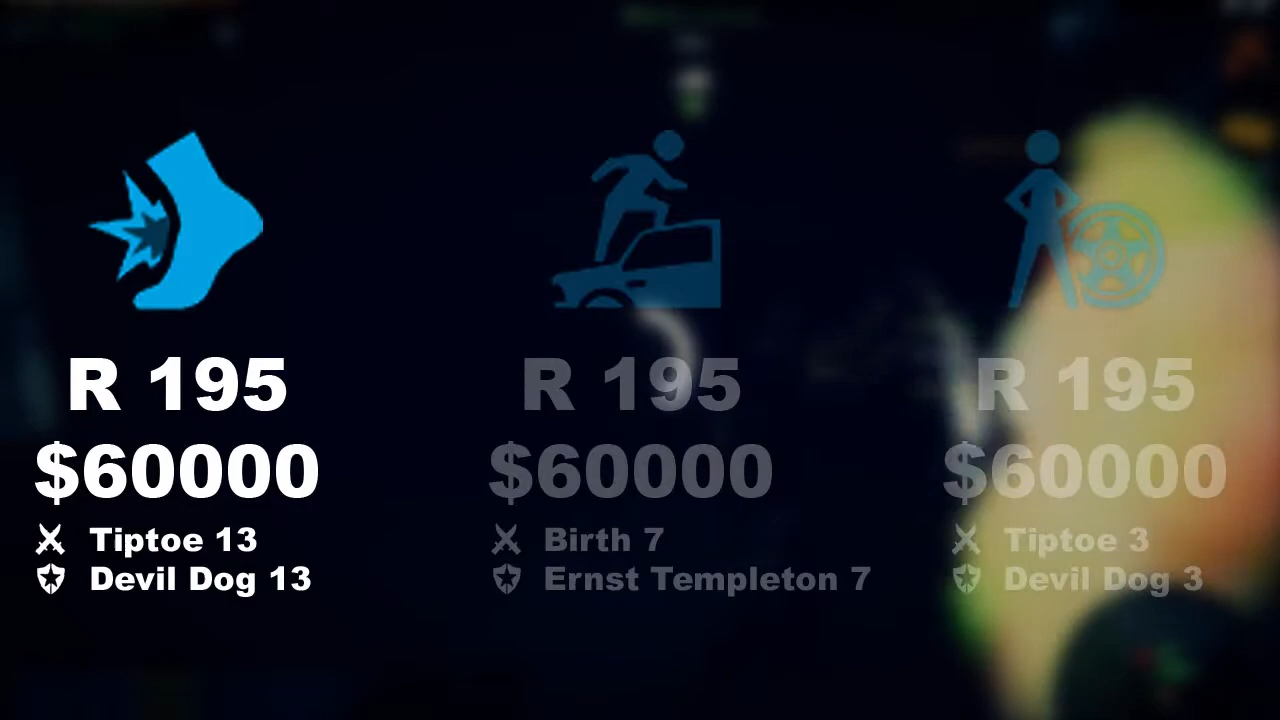 R 195
$60000
Tiptoe 13
Devil Dog 13
R 195
$60000
Birth 7
Ernst Templeton 7
R 195
$60000
Tiptoe 3
Devil Dog 3